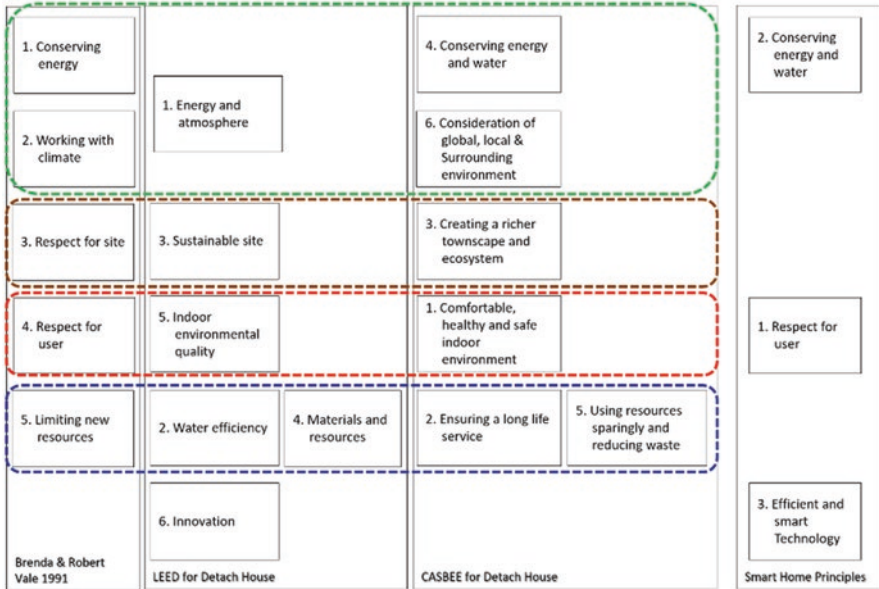 1. Conserving
energy
2. Working with
climate
3. Respect for site
4. Respect for
user
5. Limiting new
resources
Brenda & Robert
Vale 1991
1. Energy and
atmosphere
3. Sustainable site
5. Indoor
environmental
quality
2. Water efficiency
4. Materials and
resources
6. Innovation
LEED for Detach House
4. Conserving energy
and water
6. Consideration of
global, local &
Surrounding
environment
3. Creating a richer
townscape and
ecosystem
1. Comfortable,
healthy and safe
indoor
environment
2. Ensuring a long life
service
5. Using resources
sparingly and
reducing waste
CASBEE for Detach House
2. Conserving
energy and
water
1. Respect for
user
3. Efficient and
smart
Technology
Smart Home Principles